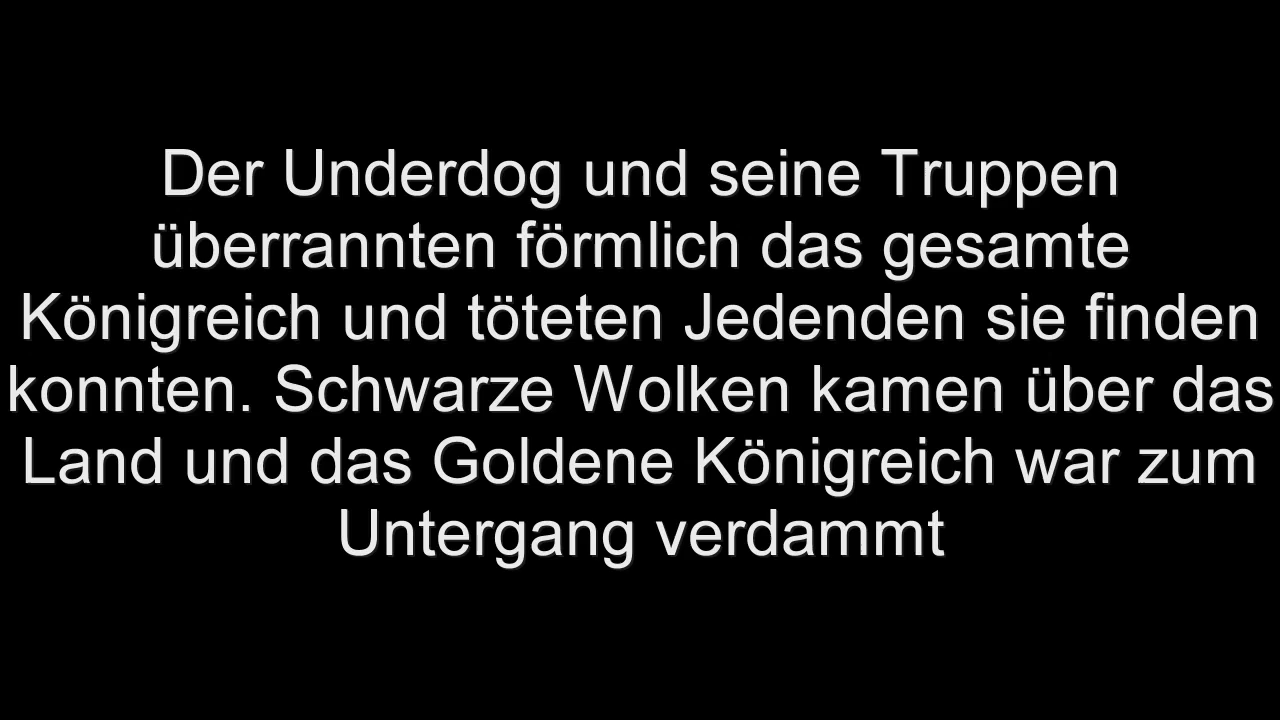 Der Underdog und seine Truppen
überrannten förmlich das gesamte
Königreich und töteten Jedenden sie finden
konnten. Schwarze Wolken kamen über das
Land und das Goldene Königreich war zum
Untergang verdammt